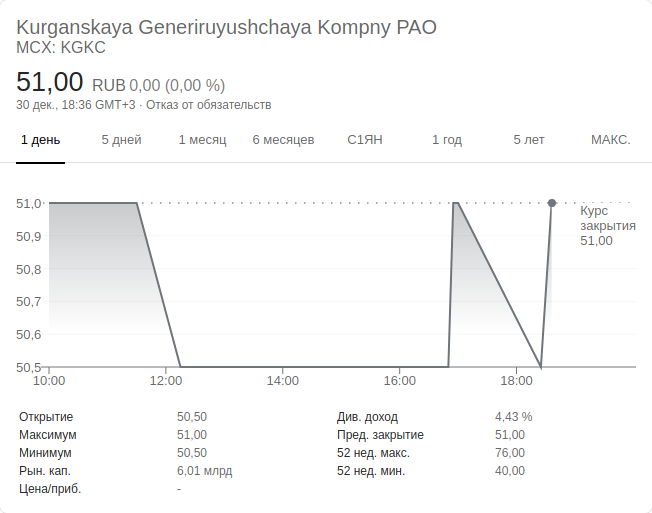 Kurganskaya Generiruyushchaya Kompny PAO
MCX: KGKC
51,00 RUB 0,00 (0,00 %)
30 дек., 18:36 GMT+3 · Отказ от обязательств
1 день 5 дней 1 месяц 6 месяцев С1ЯН 1 год 5 лет МАКС.
51,0
50,9
50,8
50,7
50,6
50,5
Курс
закрытия
51,00
10:00 12:00 14:00 16:00 18:00
Открытие 50,50 Див. доход 4,43 %
Максимум 51,00 Пред. закрытие 51,00
Минимум 50,50 52 нед. макс. 76,00
Рын. кап. 6,01 млрд 52 нед. мин. 40,00
Цена/приб. -